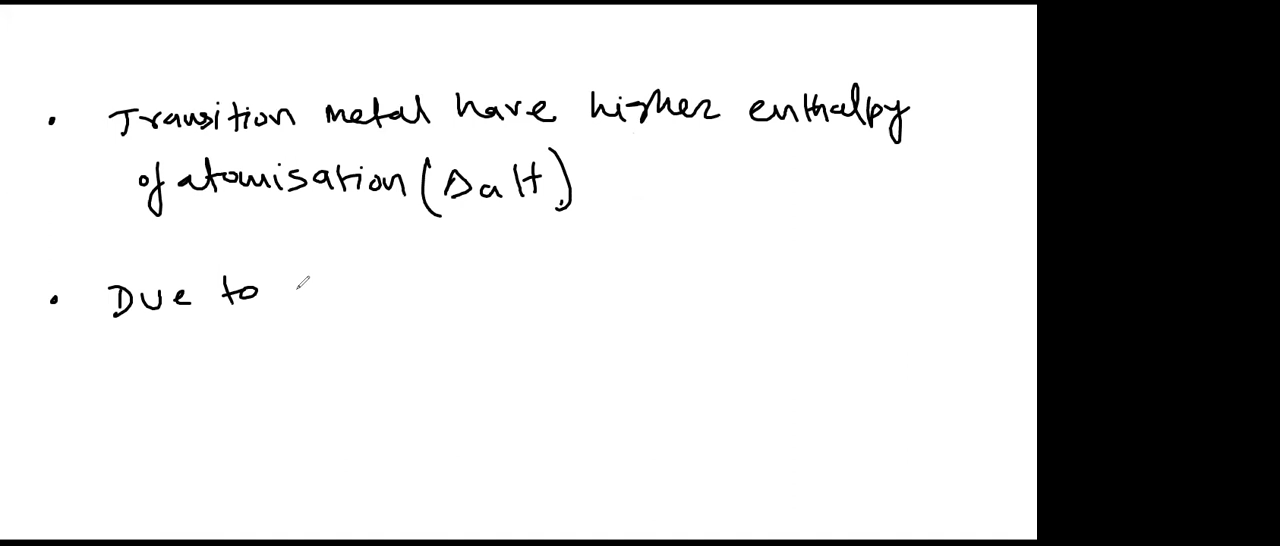 • Transition metal have higher enthalpy
of atomisation (ΔaH)
• Due to